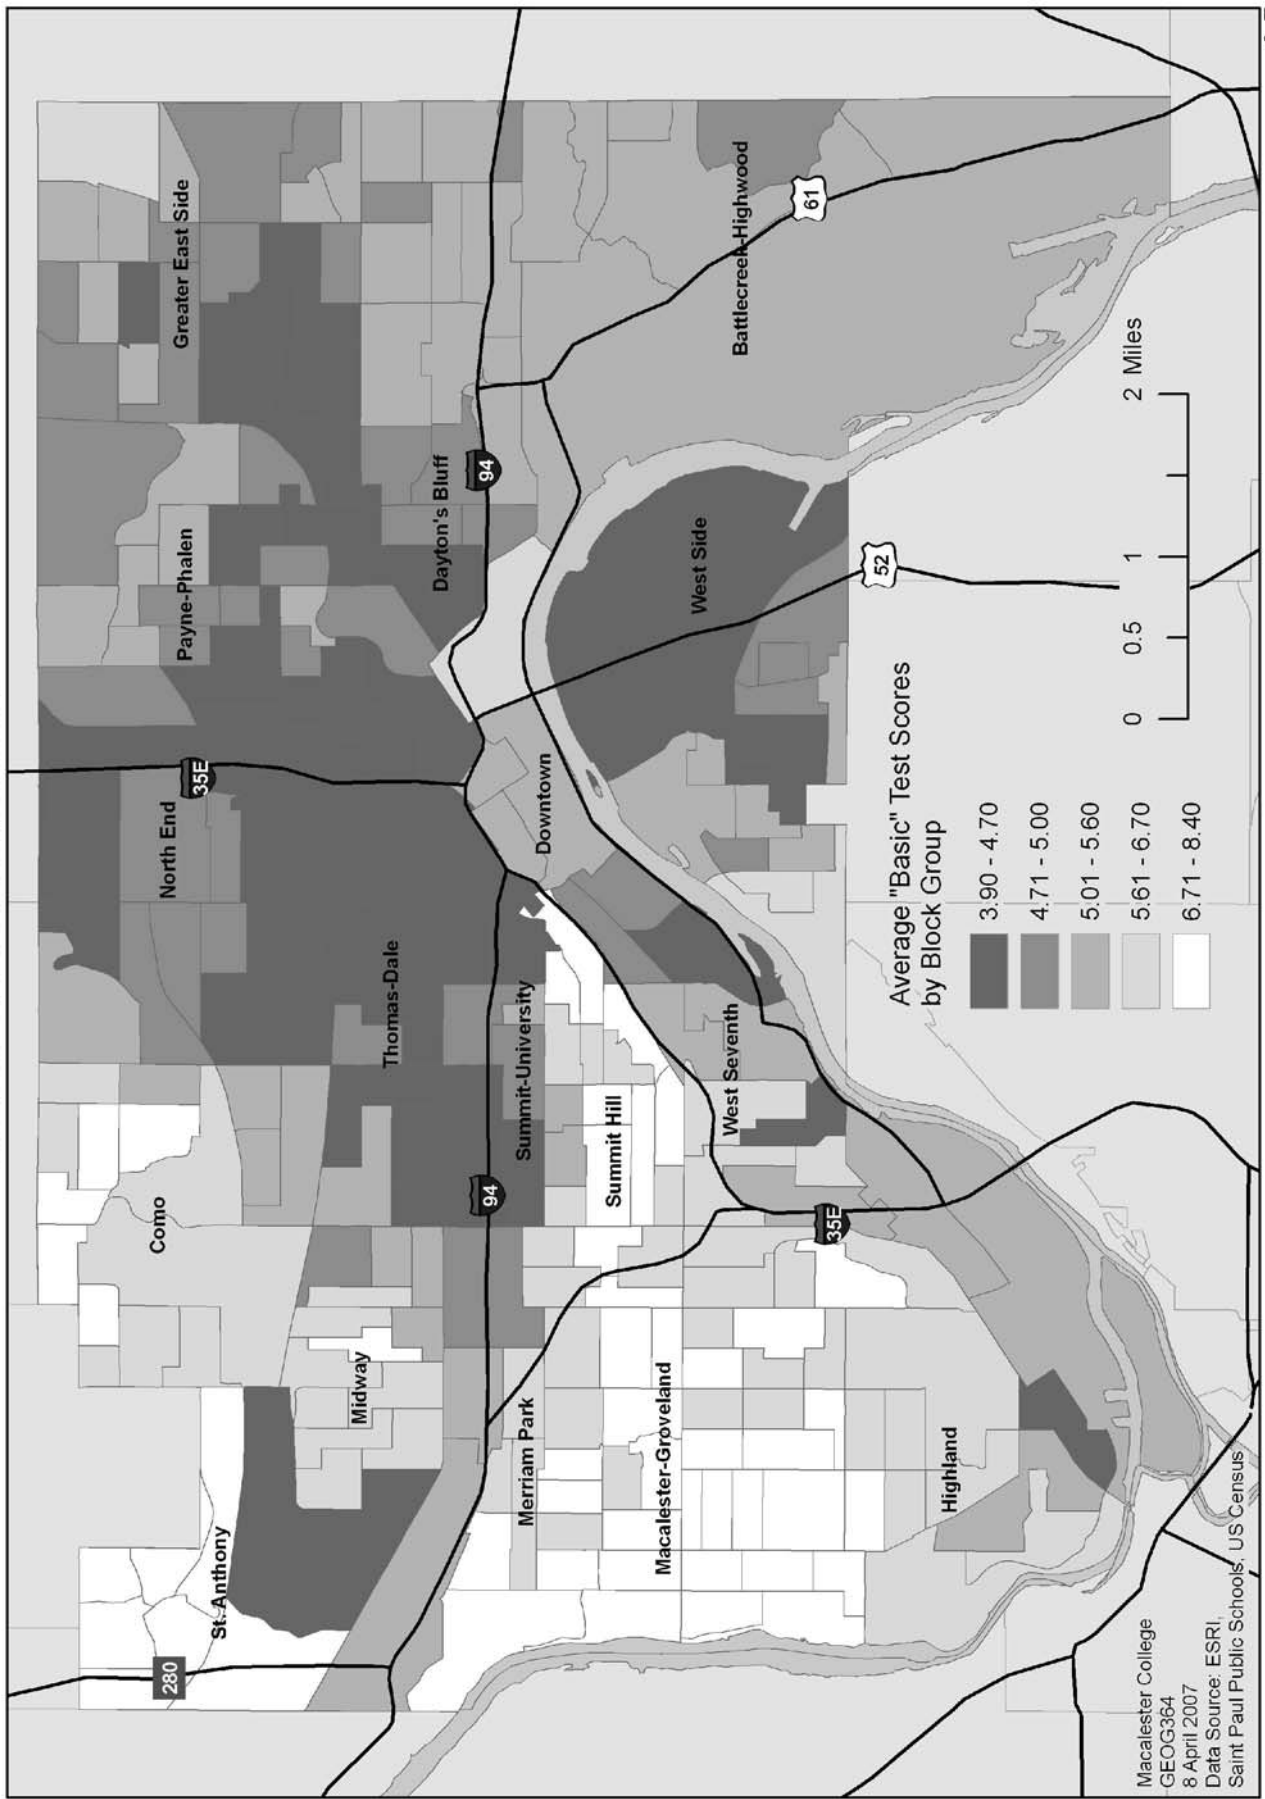 280
St. Anthony
Como
North End
35E
Payne-Phalen
Greater East Side
Midway
Thomas-Dale
Merriam Park
94
Summit-University
Dayton's Bluff
94
Macalester-Groveland
Summit Hill
Downtown
West Seventh
West Side
Battlecreek-Highwood
61
Highland
35E
52
Average "Basic" Test Scores
by Block Group
3.90 - 4.70
4.71 - 5.00
5.01 - 5.60
5.61 - 6.70
6.71 - 8.40
0 0.5 1 2 Miles
Macalester College
GEOG364
8 April 2007
Data Source: ESRI,
Saint Paul Public Schools, US Census